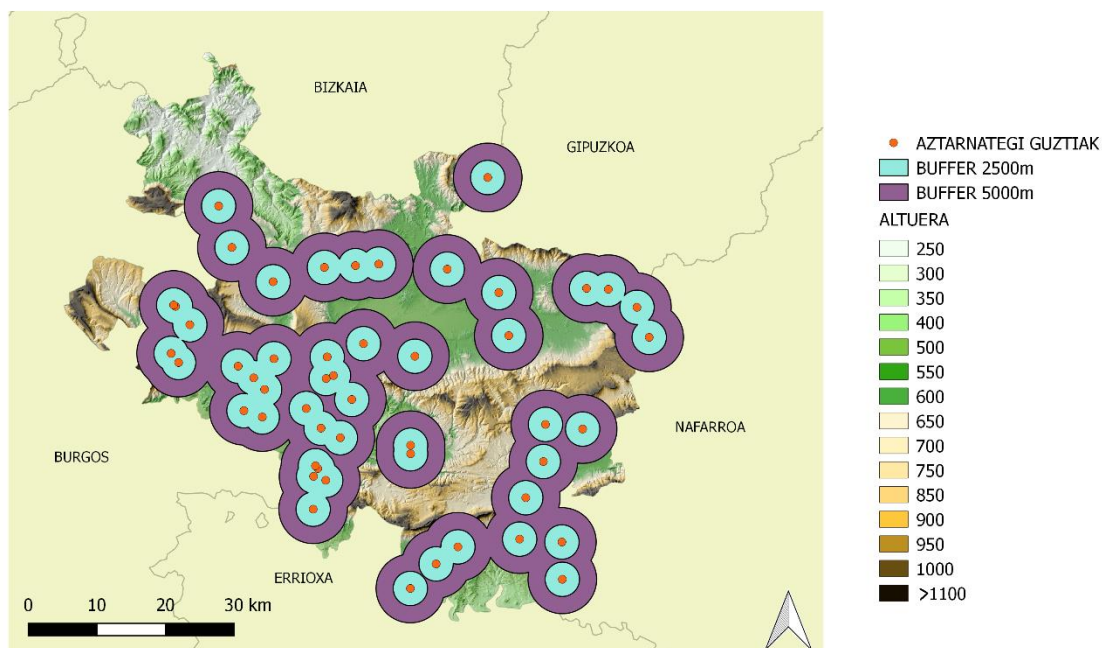 BIZKAIA
GIPUZKOA
NAFARROA
BURGOS
ERRIOXA
0 10 20 30 km
AZTARNATEGI GUZTIAK
BUFFER 2500m
BUFFER 5000m
ALTUERA
250
300
350
400
500
550
600
650
700
750
850
900
950
1000
>1100